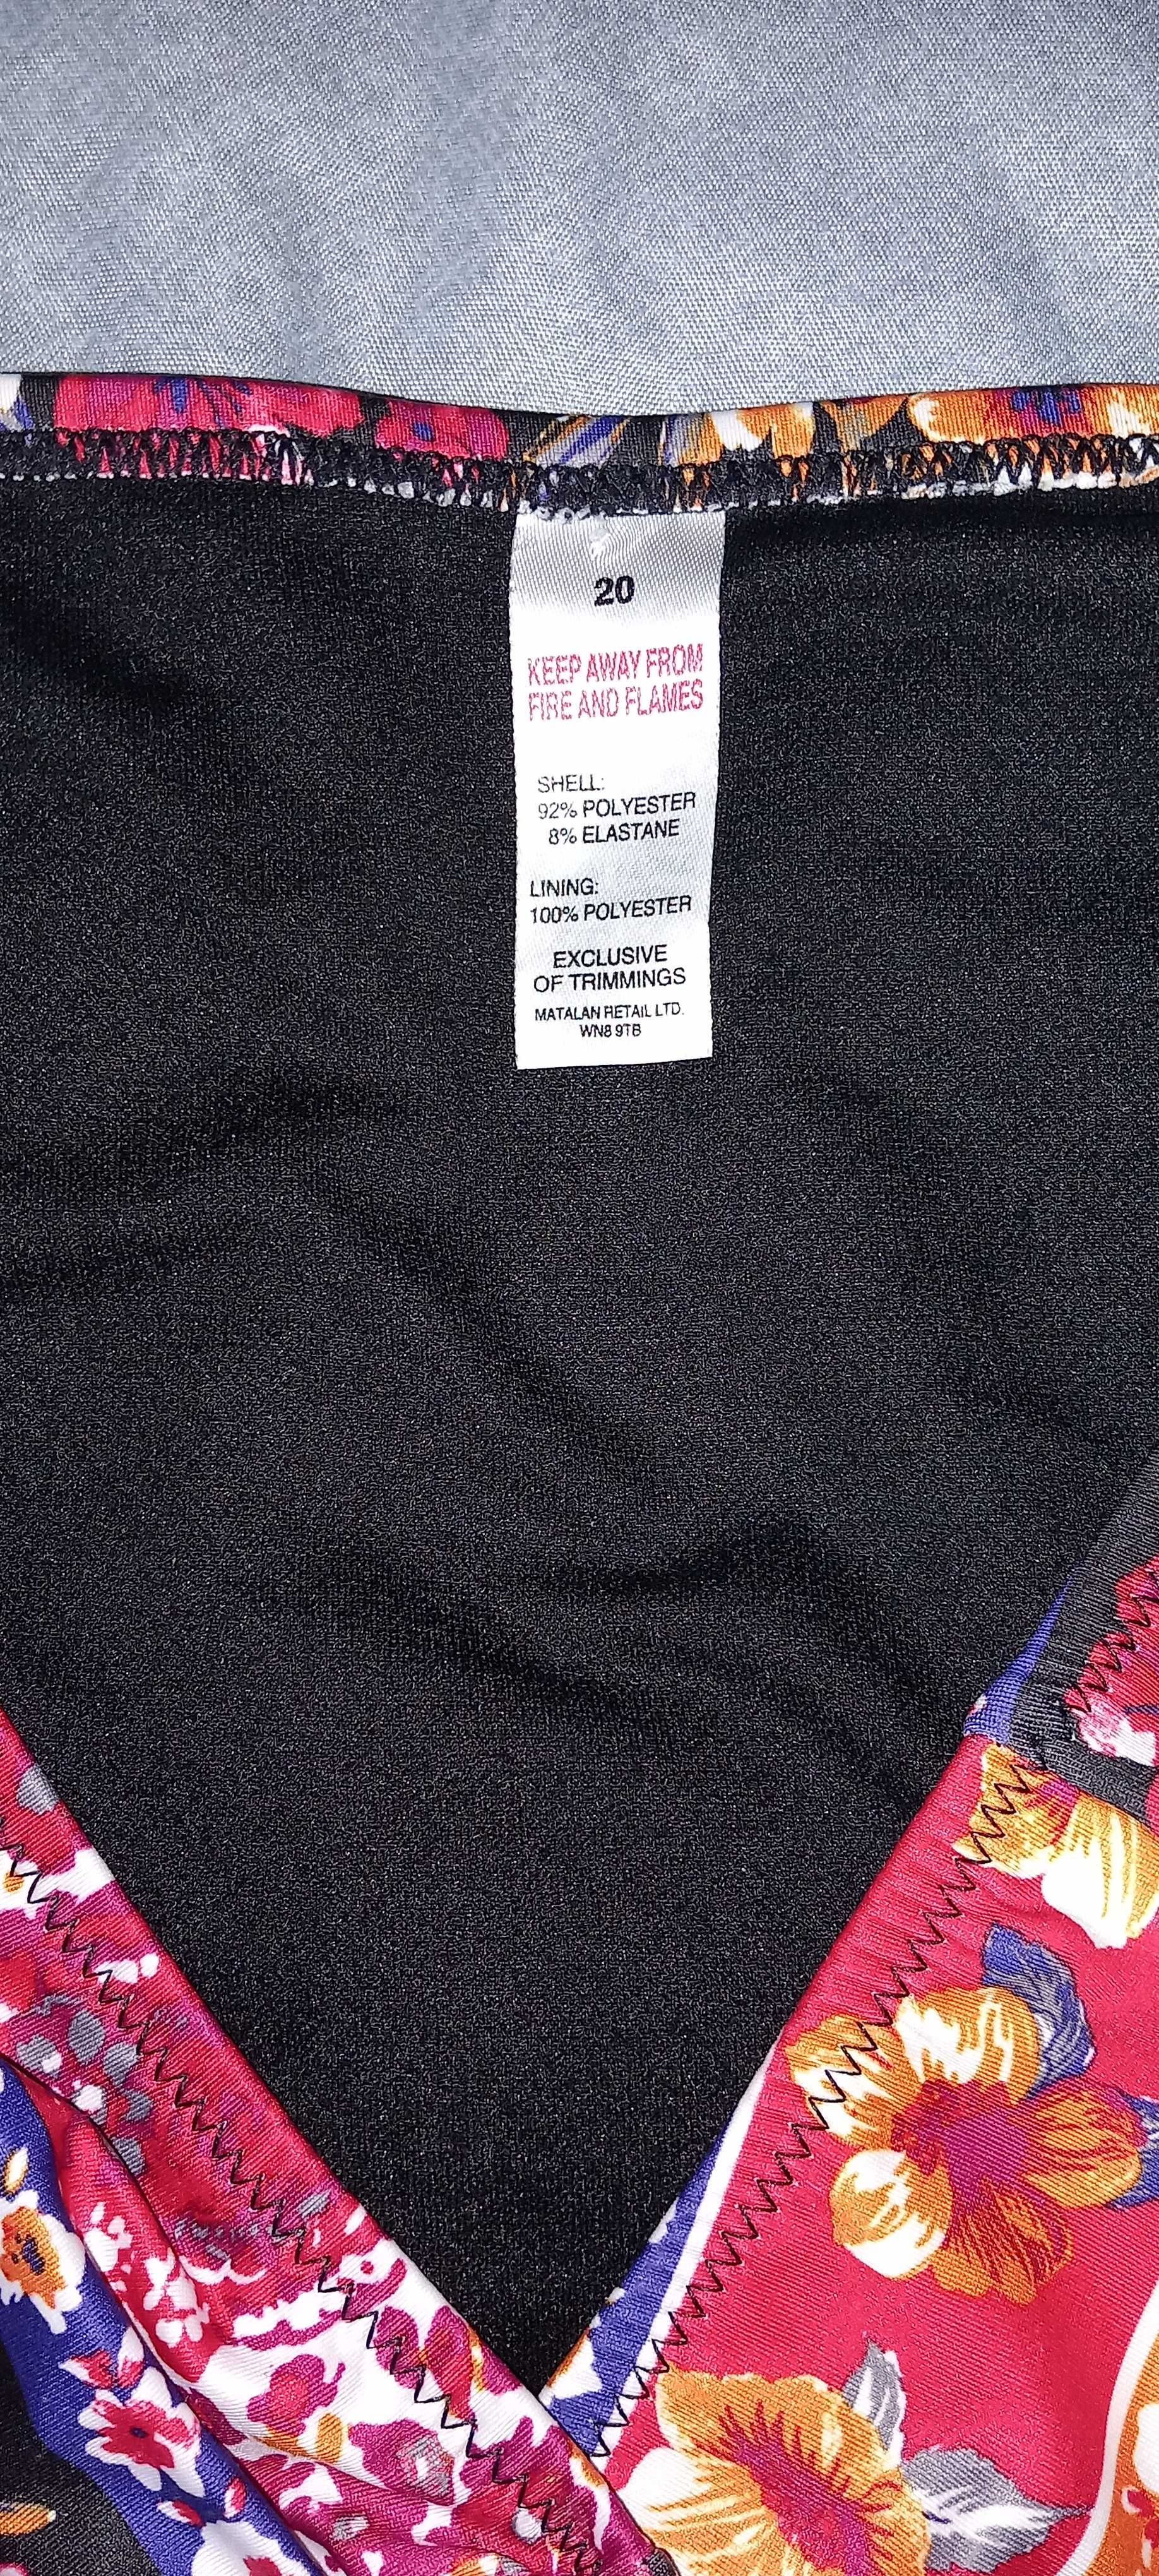 20
KEEP AWAY FROM
FIRE AND FLAMES
SHELL:
92% POLYESTER
8% ELASTANE
LINING:
100% POLYESTER
EXCLUSIVE
OF TRIMMINGS
MATALAN RETAIL LTD.
WN8 9TB